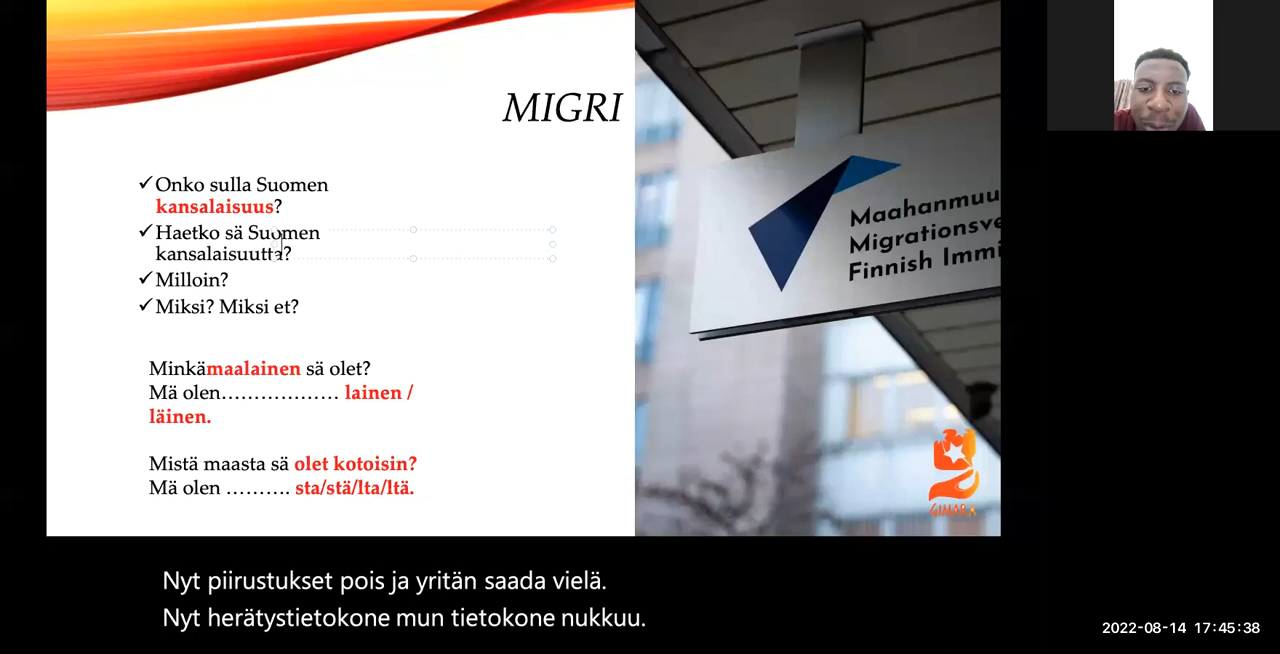 MIGRI
Onko sulla Suomen
kansalaisuus?
Haetko sä Suomen
kansalaisuutta?
Milloin?
Miksi? Miksi et?
Minkämaalainen sä olet?
Mä olen……………… lainen /
läinen.
Mistä maasta sä olet kotoisin?
Mä olen ………. sta/stä/lta/ltä.
Maahanmuu
Migrationsve
Finnish Immi
GIMARA
Nyt piirustukset pois ja yritän saada vielä.
Nyt herätystietokone mun tietokone nukkuu.
2022-08-14 17:45:38